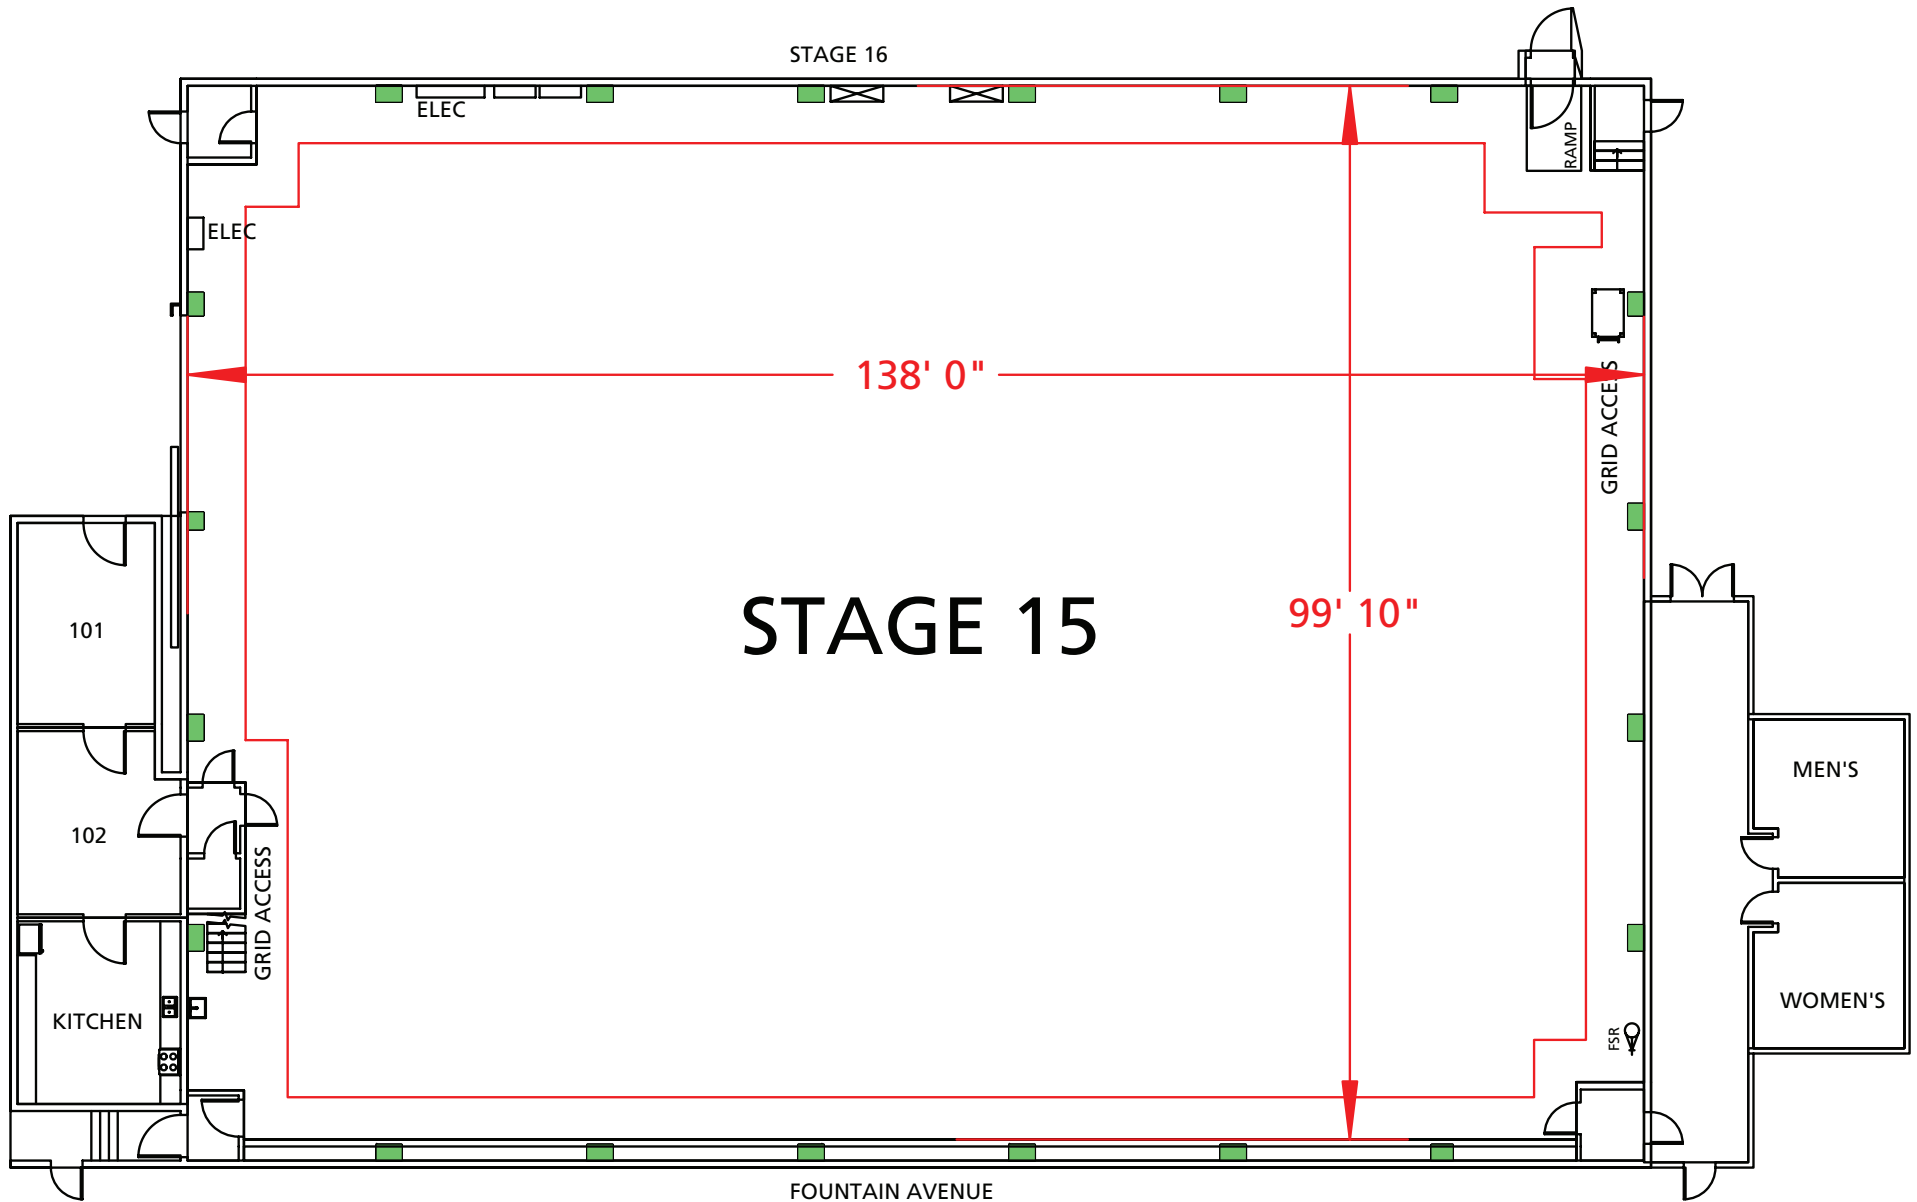 STAGE 16
ELEC
RAMP
ELEC
138' 0"
GRID ACCESS
STAGE 15
99' 10"
101
102
MEN'S
GRID ACCESS
WOMEN'S
KITCHEN
FSR
FOUNTAIN AVENUE